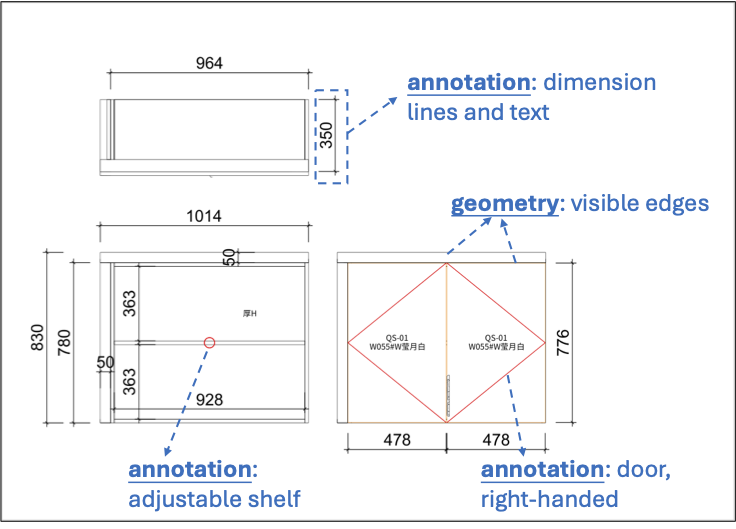 964
annotation: dimension
lines and text
350
geometry: visible edges
1014
50
363
厚H
830
780
QS-01
W055#W莹月白
QS-01
W055#W莹月白
776
50
363
928
478
478
annotation:
adjustable shelf
annotation: door,
right-handed